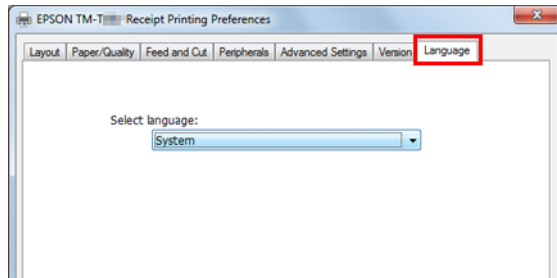 EPSON TM-T Receipt Printing Preferences
Layout Paper/Quality Feed and Cut Peripherals Advanced Settings Version Language
Select language:
System